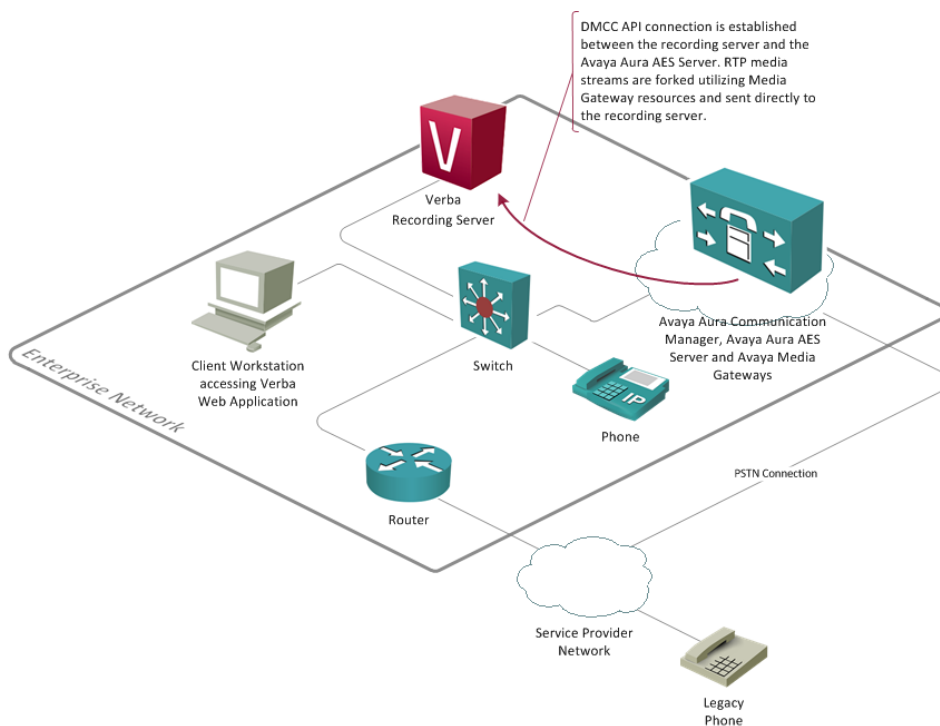 DMCC API connection is established
between the recording server and the
Avaya Aura AES Server. RTP media
streams are forked utilizing Media
Gateway resources and sent directly to
the recording server.
V
Verba
Recording Server
Avaya Aura Communication
Manager, Avaya Aura AES
Server and Avaya Media
Gateways
Client Workstation
accessing Verba
Web Application
Switch
Enterprise Network
IP
Phone
PSTN Connection
Router
Service Provider
Network
Legacy
Phone